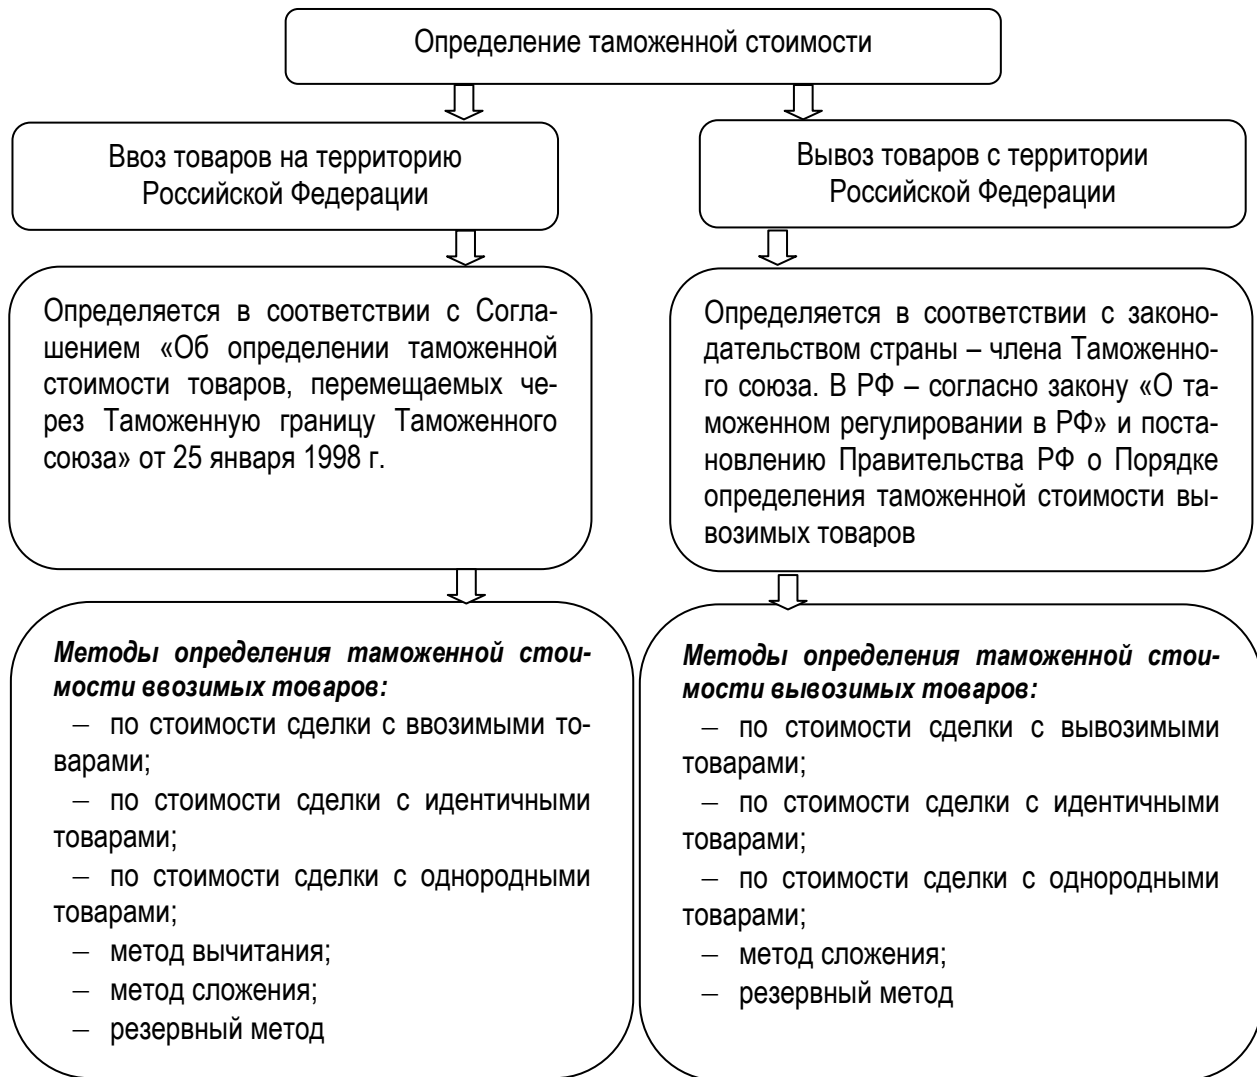 Определение таможенной стоимости
Ввоз товаров на территорию
Российской Федерации
Вывоз товаров с территории
Российской Федерации
Определяется в соответствии с Согла-
шением «Об определении таможенной
стоимости товаров, перемещаемых че-
рез Таможенную границу Таможенного
союза» от 25 января 1998 г.
Определяется в соответствии с законо-
дательством страны – члена Таможенно-
го союза. В РФ – согласно закону «О та-
моженном регулировании в РФ» и поста-
новлению Правительства РФ о Порядке
определения таможенной стоимости вы-
возимых товаров
Методы определения таможенной стои-
мости ввозимых товаров:
– по стоимости сделки с ввозимыми то-
варами;
– по стоимости сделки с идентичными
товарами;
– по стоимости сделки с однородными
товарами;
– метод вычитания;
– метод сложения;
– резервный метод
Методы определения таможенной стои-
мости вывозимых товаров:
– по стоимости сделки с вывозимыми
товарами;
– по стоимости сделки с идентичными
товарами;
– по стоимости сделки с однородными
товарами;
– метод сложения;
– резервный метод